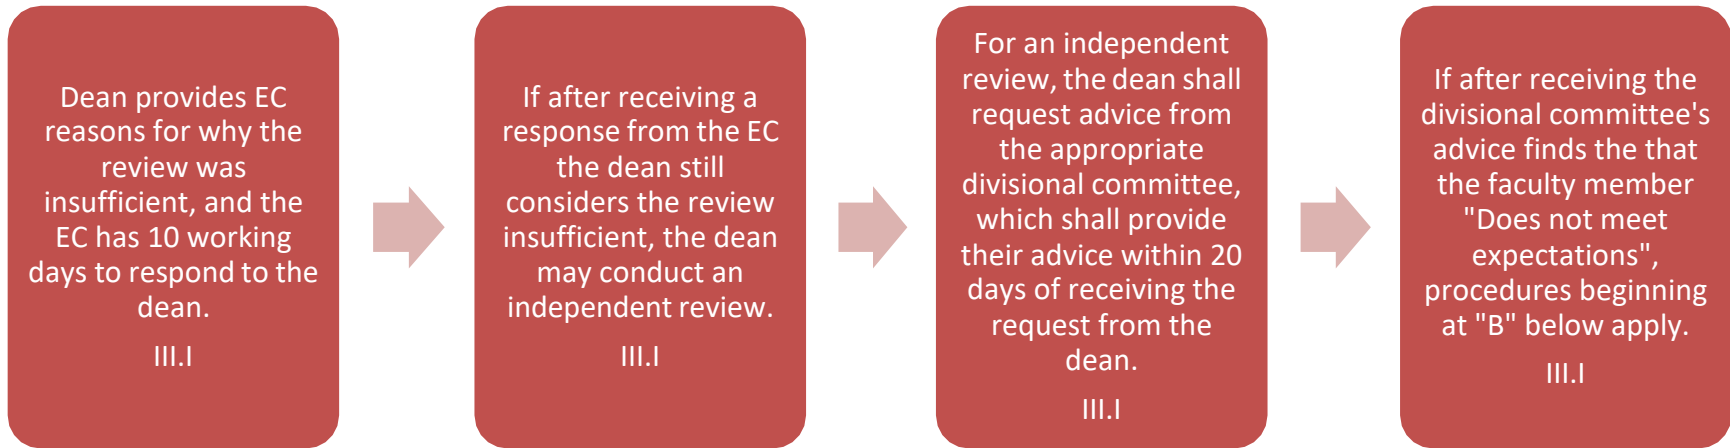 Dean provides EC
reasons for why the
review was
insufficient, and the
EC has 10 working
days to respond to the
dean.
III.I
If after receiving a
response from the EC
the dean still
considers the review
insufficient, the dean
may conduct an
independent review.
III.I
For an independent
review, the dean shall
request advice from
the appropriate
divisional committee,
which shall provide
their advice within 20
days of receiving the
request from the
dean.
III.I
If after receiving the
divisional committee's
advice finds the that
the faculty member
"Does not meet
expectations",
procedures beginning
at "B" below apply.
III.I